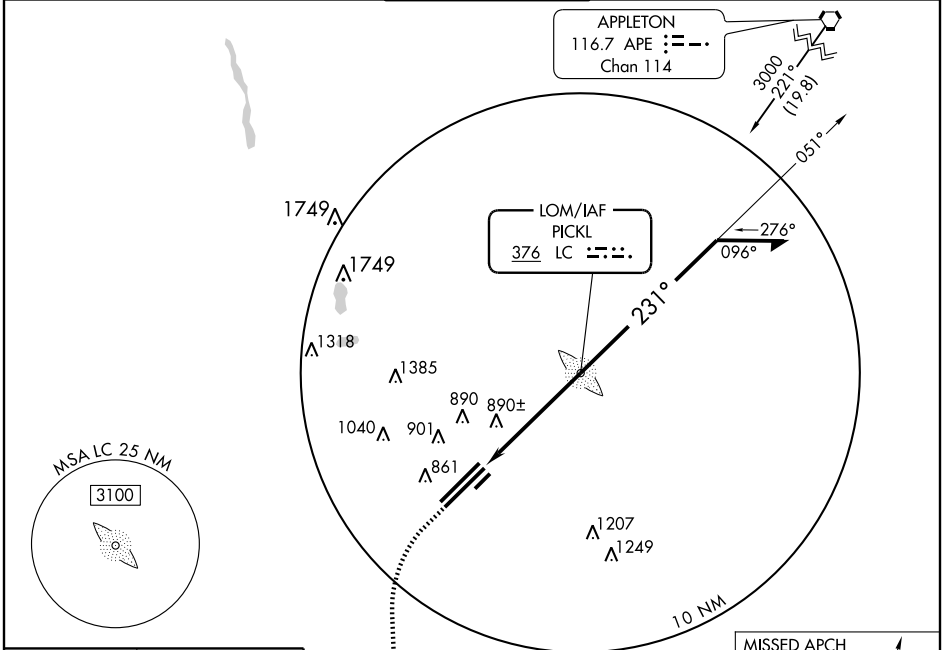 APPLETON
116.7 APE
Chan 114
3000
221°
(19.8)
051°
1749
LOM/IAF
PICKL
376 LC
276°
096°
231°
1749
1318
1385
890
890±
1040
901
861
MSA LC 25 NM
3100
1207
1249
10 NM
MISSED APCH